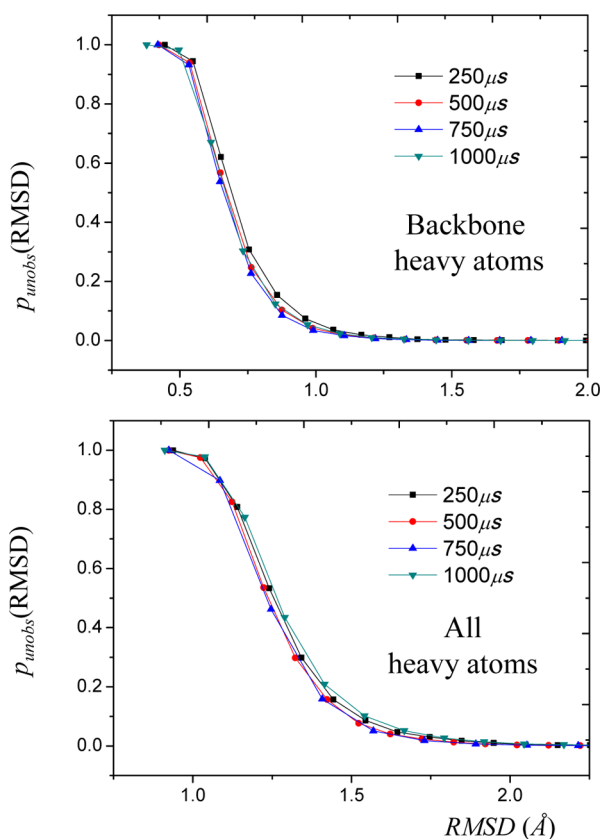 1.0
0.8
0.6
0.4
0.2
0.0
p_unobs(RMSD)
250µs
500µs
750µs
1000µs
Backbone
heavy atoms
0.5
1.0
1.5
2.0
1.0
0.8
0.6
0.4
0.2
0.0
p_unobs(RMSD)
250µs
500µs
750µs
1000µs
All
heavy atoms
1.0
1.5
2.0
RMSD (Å)